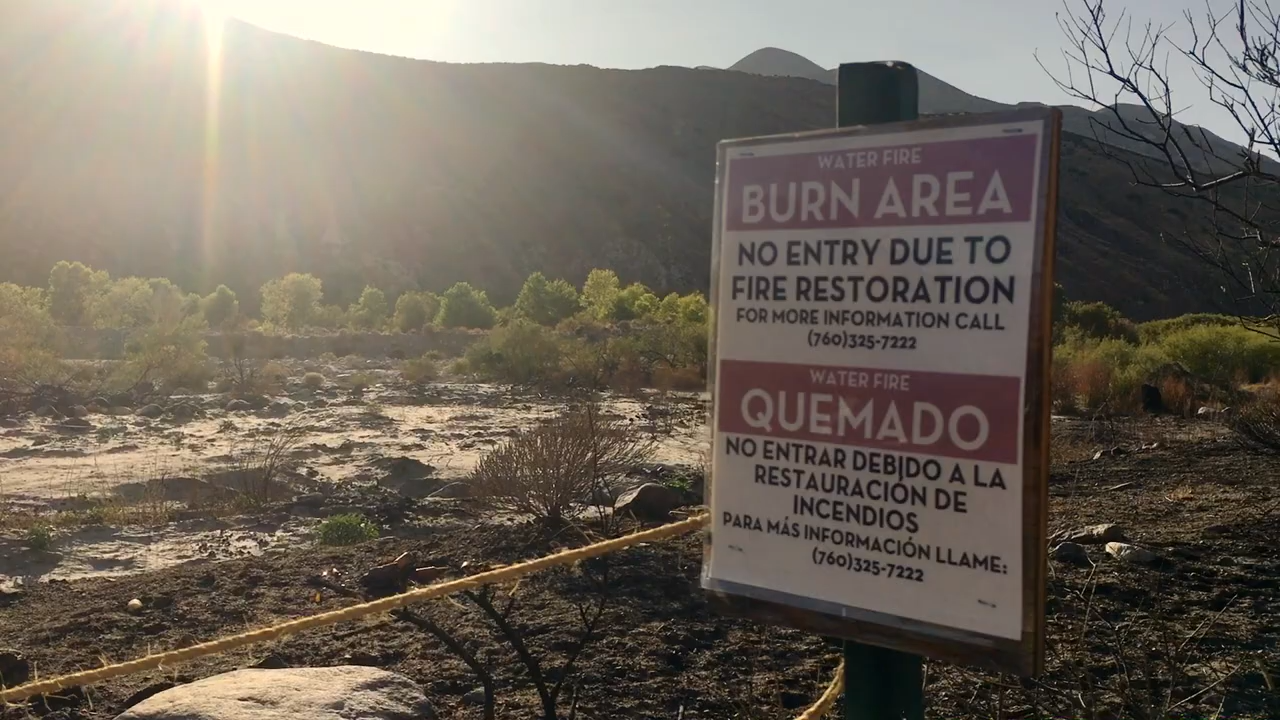 WATER FIRE
BURN AREA
NO ENTRY DUE TO
FIRE RESTORATION
FOR MORE INFORMATION CALL
(760)325-7222
WATER FIRE
QUEMADO
NO ENTRAR DEBIDO A LA
RESTAURACIÓN DE
INCENDIOS
PARA MÁS INFORMACIÓN LLAME:
(760)325-7222